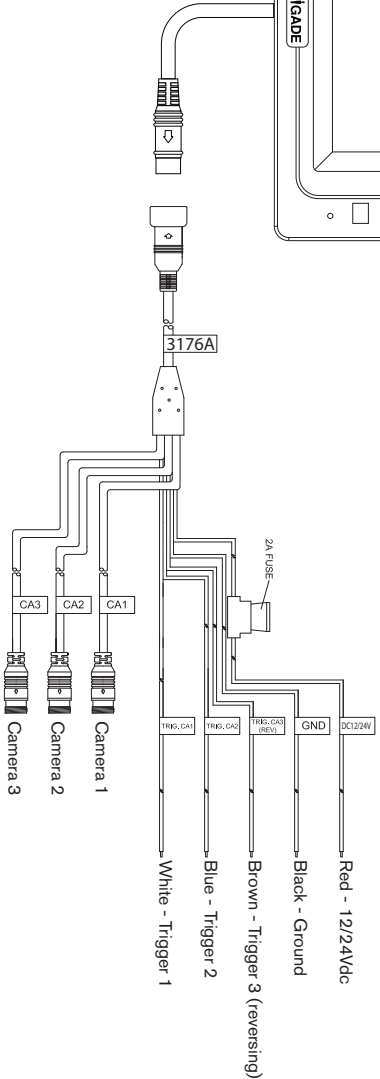 IGADE
3176A
2A FUSE
CA3
CA2
CA1
TRIG. CA1
TRIG. CA2
TRIG. CA3
(REV)
GND
DC12/24V
Camera 3
Camera 2
Camera 1
White - Trigger 1
Blue - Trigger 2
Brown - Trigger 3 (reversing)
Black - Ground
Red - 12/24Vdc